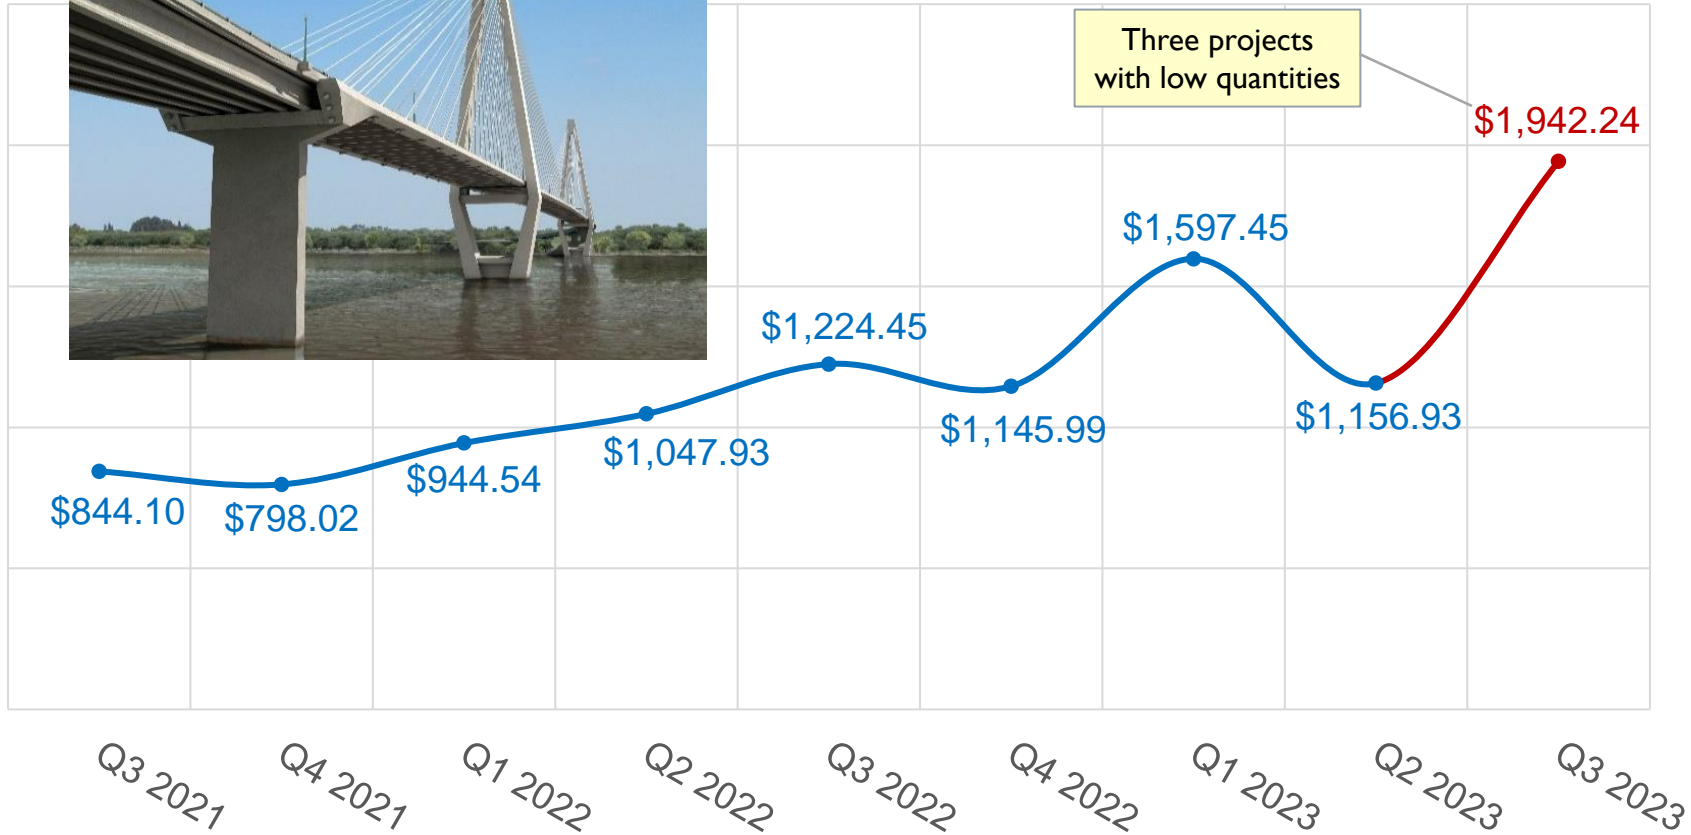 Three projects
with low quantities
$1,942.24
$1,597.45
$1,224.45
$1,156.93
$1,145.99
$1,047.93
$944.54
$844.10
$798.02
Q3 2021
Q4 2021
Q1 2022
Q2 2022
Q3 2022
Q4 2022
Q1 2023
Q2 2023
Q3 2023